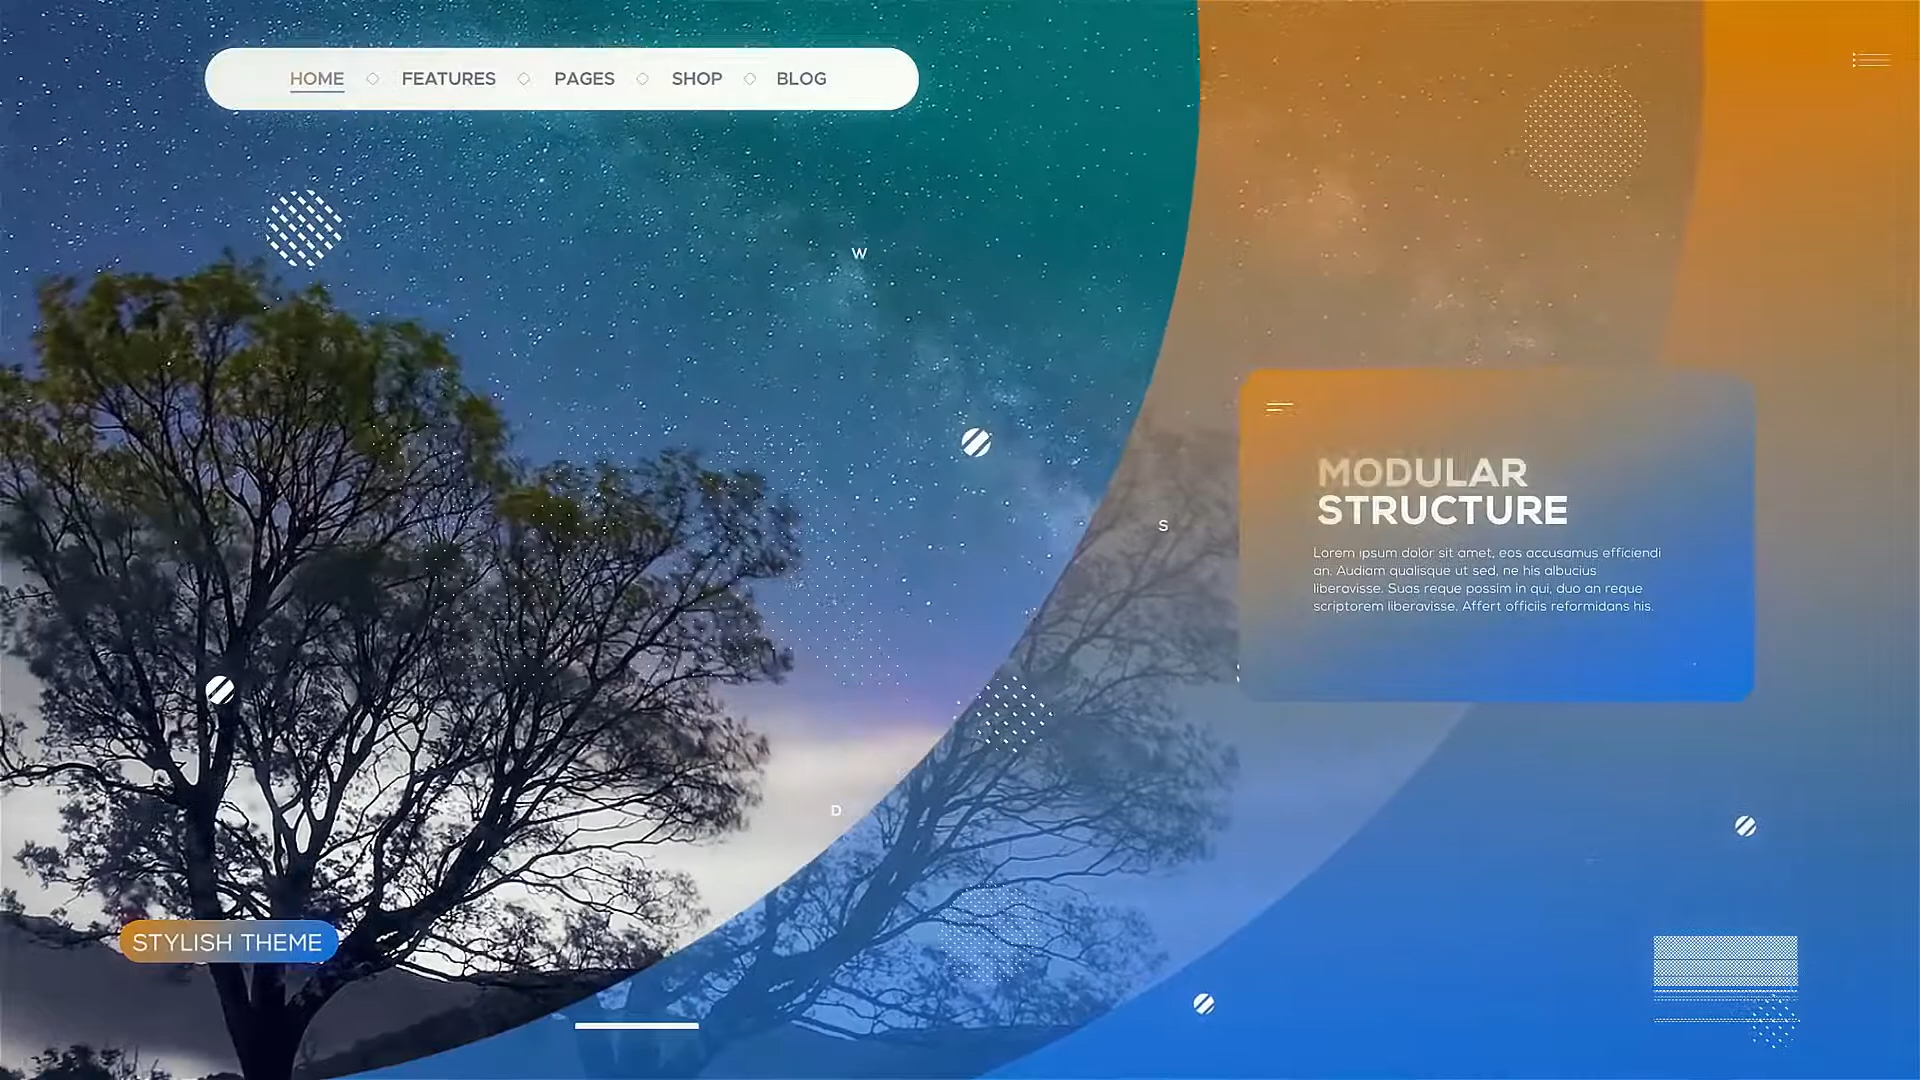 HOME FEATURES PAGES SHOP BLOG
W
MODULAR
STRUCTURE
S
Lorem ipsum dolor sit amet, eos accusamus efficiendi
an. Audiam qualisque ut sed, ne his albucius
liberavisse. Suas reque possim in qui, duo an reque
scriptorem liberavisse. Affert officiis reformidans his.
D
STYLISH THEME